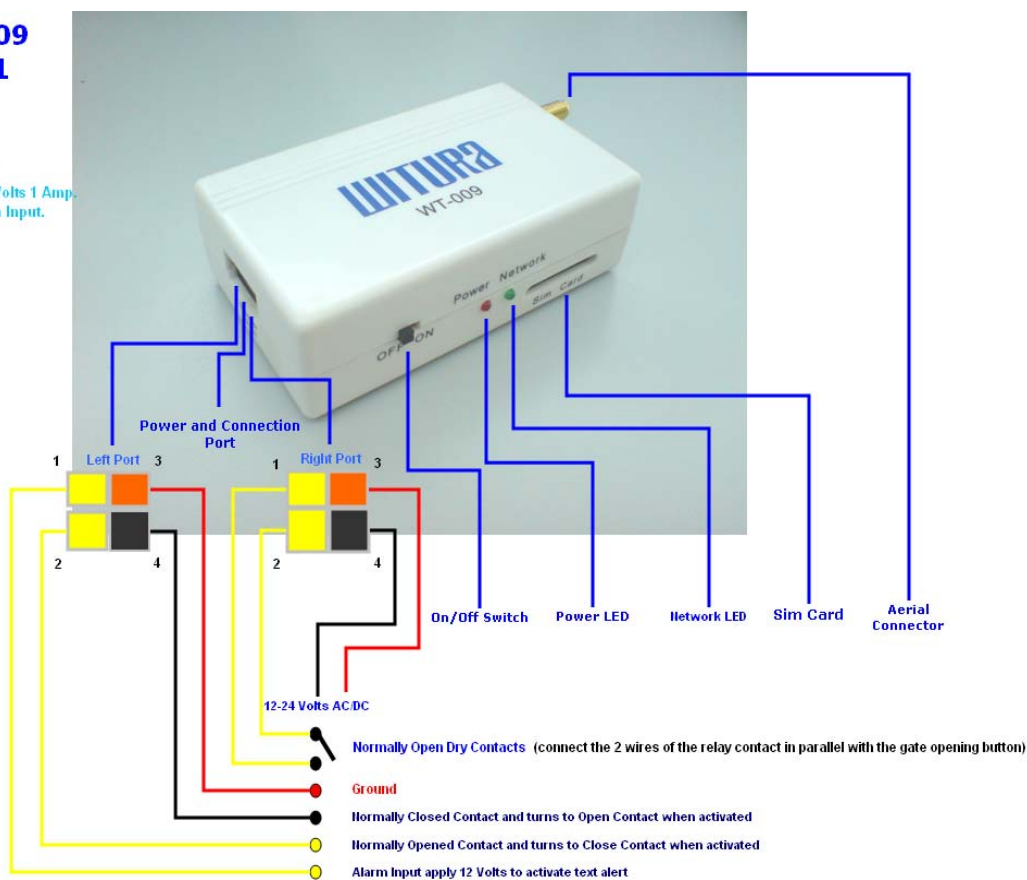 09
1
olts 1 Amp.
Input.
WITURA
WT-009
Power Network
Sim Card
OFF ON
Power and Connection
Port
1 Left Port 3
1 Right Port 3
2 4
2 4
On/Off Switch
Power LED
Network LED
Sim Card
Aerial
Connector
12-24 Volts AC/DC
Normally Open Dry Contacts (connect the 2 wires of the relay contact in parallel with the gate opening button)
Ground
Normally Closed Contact and turns to Open Contact when activated
Normally Opened Contact and turns to Close Contact when activated
Alarm Input apply 12 Volts to activate text alert